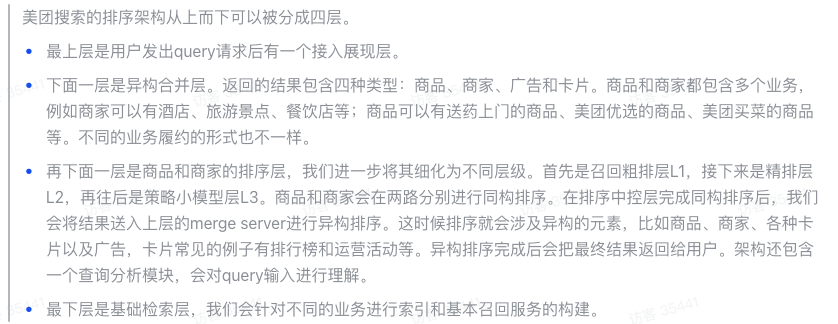 美团搜索的排序架构从上而下可以被分成四层。
最上层是用户发出query请求后有一个接入展现层。
下面一层是异构合并层。返回的结果包含四种类型：商品、商家、广告和卡片。商品和商家都包含多个业务，
例如商家可以有酒店、旅游景点、餐饮店等；商品可以有送药上门的商品、美团优选的商品、美团买菜的商品
等。不同的业务履约的形式也不一样。
再下面一层是商品和商家的排序层，我们进一步将其细化为不同层级。首先是召回粗排层L1，接下来是精排层
L2，再往后是策略小模型层L3。商品和商家会在两路分别进行同构排序。在排序中控层完成同构排序后，我们
会将结果送入上层的merge server进行异构排序。这时候排序就会涉及异构的元素，比如商品、商家、各种卡
片以及广告，卡片常见的例子有排行榜和运营活动等。异构排序完成后会把最终结果返回给用户。架构还包含
一个查询分析模块，会对query输入进行理解。
最下层是基础检索层，我们会针对不同的业务进行索引和基本召回服务的构建。
访客 35441